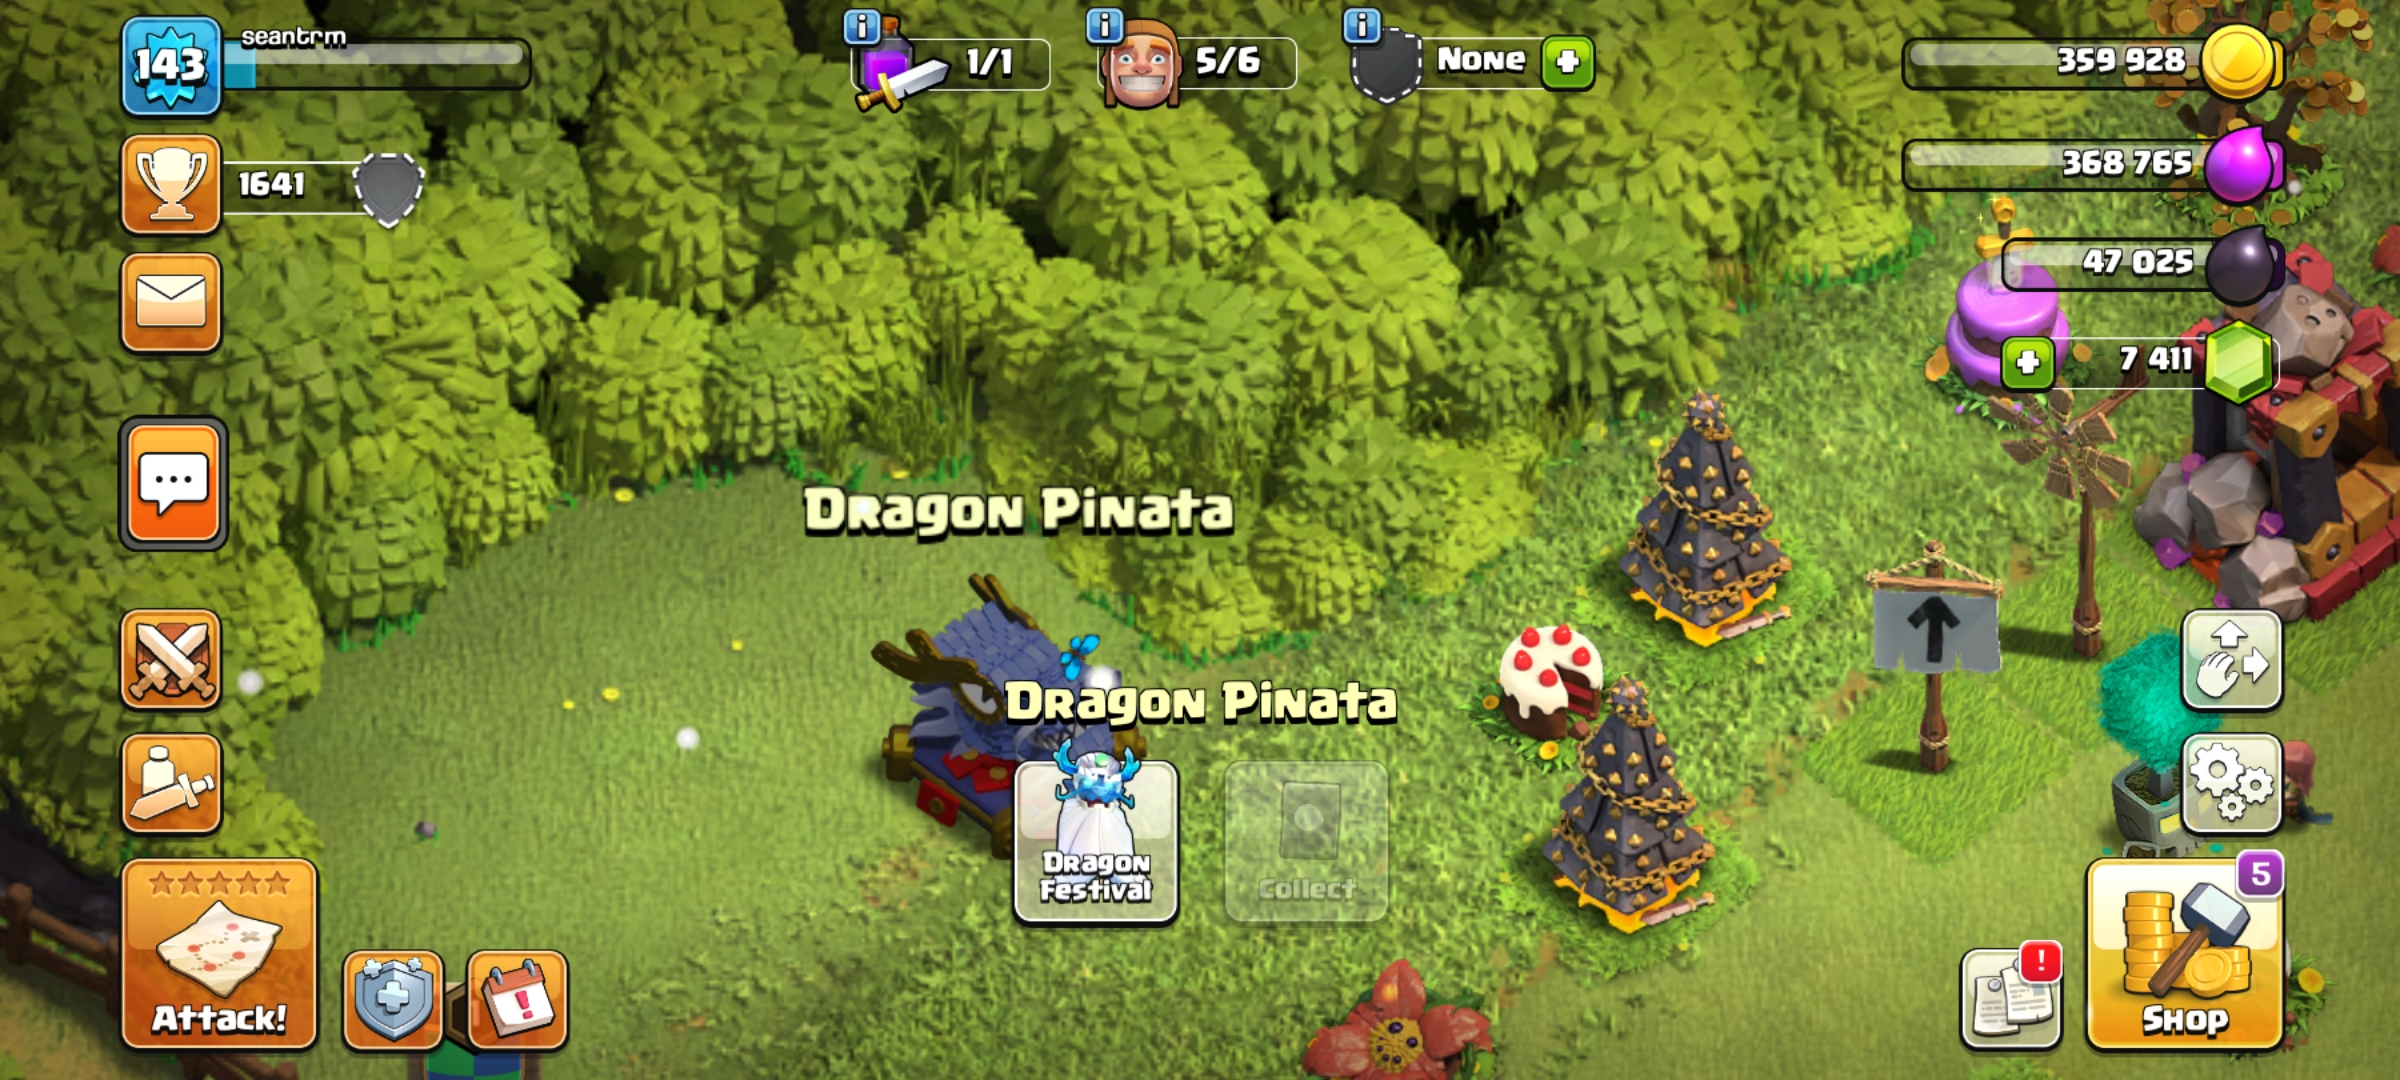 143
seantrm
1/1
5/6
None
359 928
1641
368 765
47 025
7 411
Dragon Pinata
Dragon Pinata
Dragon
Festival
Collect
5
Attack!
Shop